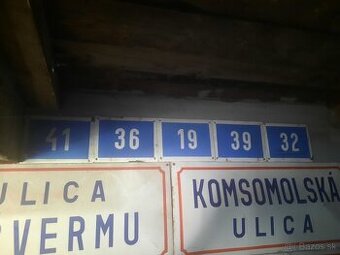 41 36 19 39 32
ULICA
VERMU
KOMSOMOLSKÁ
ULICA
Bazos.sk